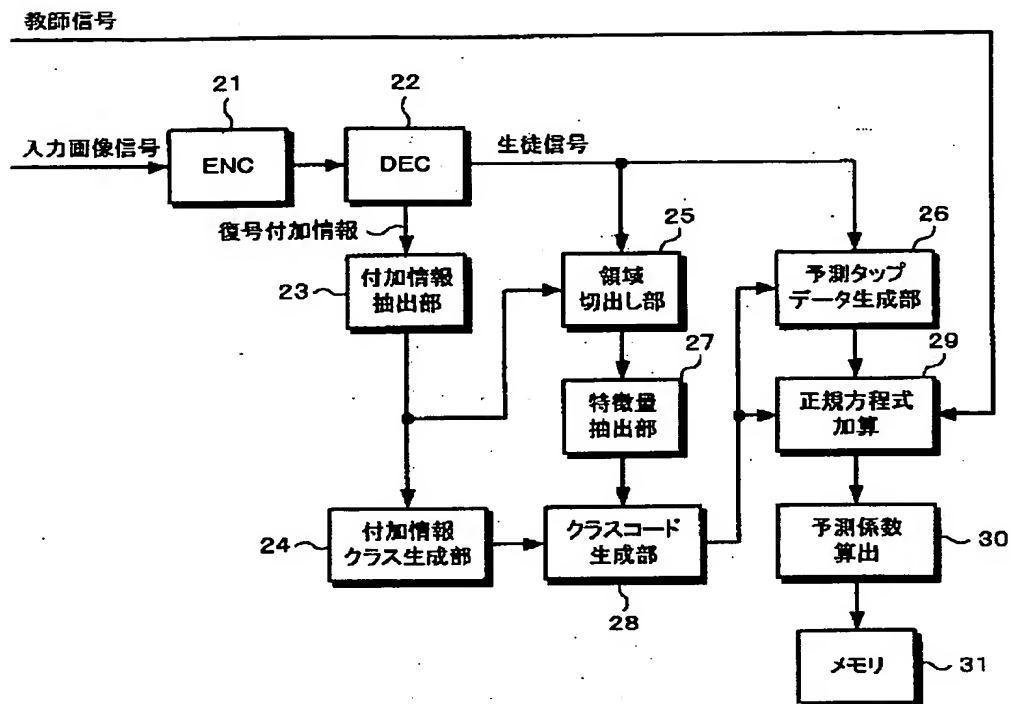 教師信号
21
22
入力画像信号
ENC
DEC
生徒信号
復号付加情報
25
26
23
付加情報
抽出部
領域
切出し部
予測タップ
データ生成部
27
29
特徴量
抽出部
正規方程式
加算
24
付加情報
クラス生成部
クラスコード
生成部
28
予測係数
算出
30
メモリ
31